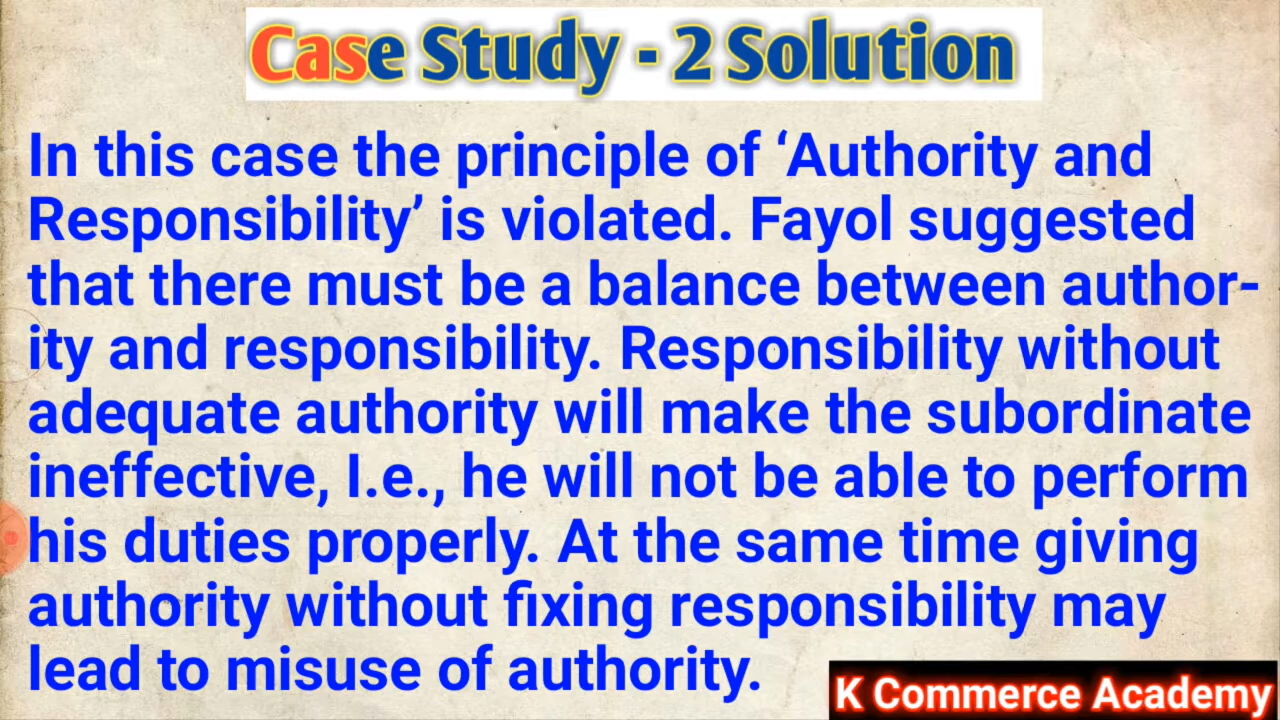 Case Study - 2 Solution
In this case the principle of ‘Authority and
Responsibility’ is violated. Fayol suggested
that there must be a balance between author-
ity and responsibility. Responsibility without
adequate authority will make the subordinate
ineffective, I.e., he will not be able to perform
his duties properly. At the same time giving
authority without fixing responsibility may
lead to misuse of authority.
K Commerce Academy